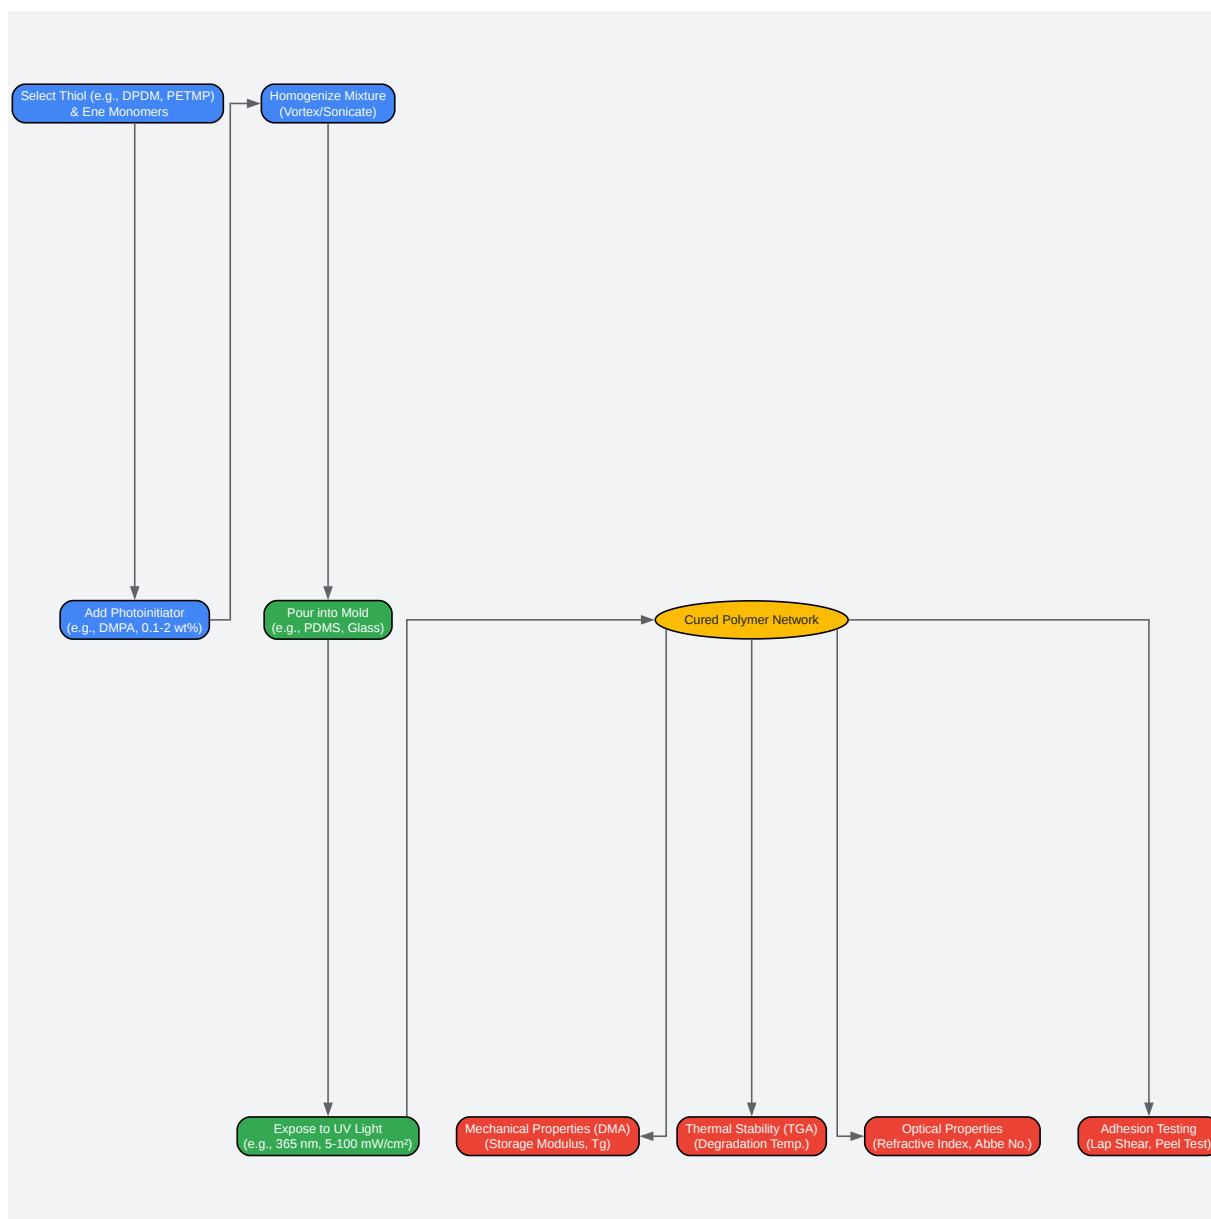 Select Thiol (e.g., DPDM, PETMP)
& Ene Monomers
Homogenize Mixture
(Vortex/Sonicate)
Add Photoinitiator
(e.g., DMPA, 0.1-2 wt%)
Pour into Mold
(e.g., PDMS, Glass)
Cured Polymer Network
Expose to UV Light
(e.g., 365 nm, 5-100 mW/cm²)
Mechanical Properties (DMA)
(Storage Modulus, Tg)
Thermal Stability (TGA)
(Degradation Temp.)
Optical Properties
(Refractive Index, Abbe No.)
Adhesion Testing
(Lap Shear, Peel Test)